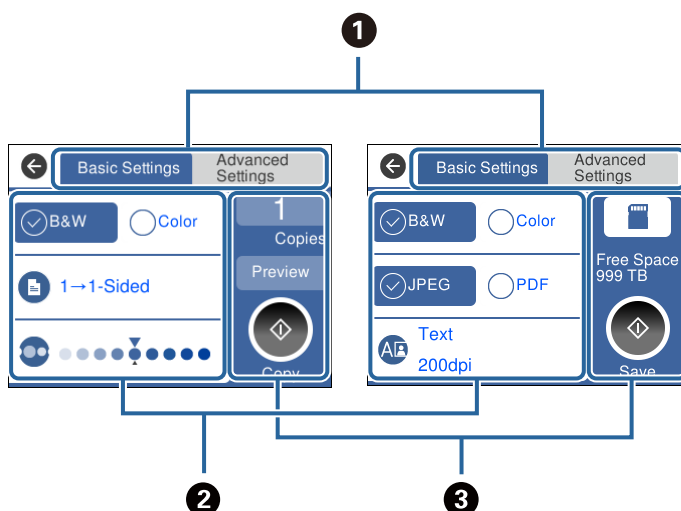 1
Basic Settings
Advanced
Settings
B&W
Color
1→1-Sided
1
Copies
Preview
Copy
Basic Settings
Advanced
Settings
B&W
Color
JPEG
PDF
A
Text
200dpi
Free Space
999 TB
Save
2
3